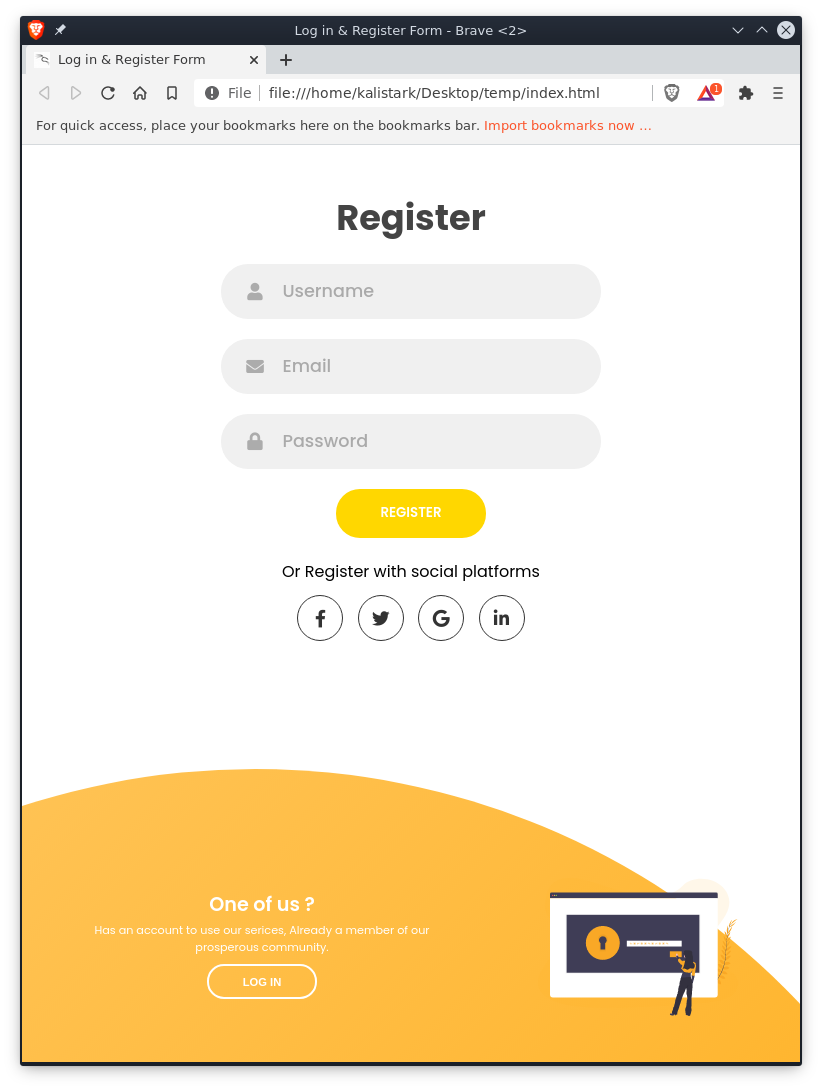 Log in & Register Form - Brave <2>
Log in & Register Form
File file:///home/kalistark/Desktop/temp/index.html 1
For quick access, place your bookmarks here on the bookmarks bar. Import bookmarks now ...
Register
Username
Email
Password
REGISTER
Or Register with social platforms
One of us ?
Has an account to use our serices, Already a member of our
prosperous community.
LOG IN